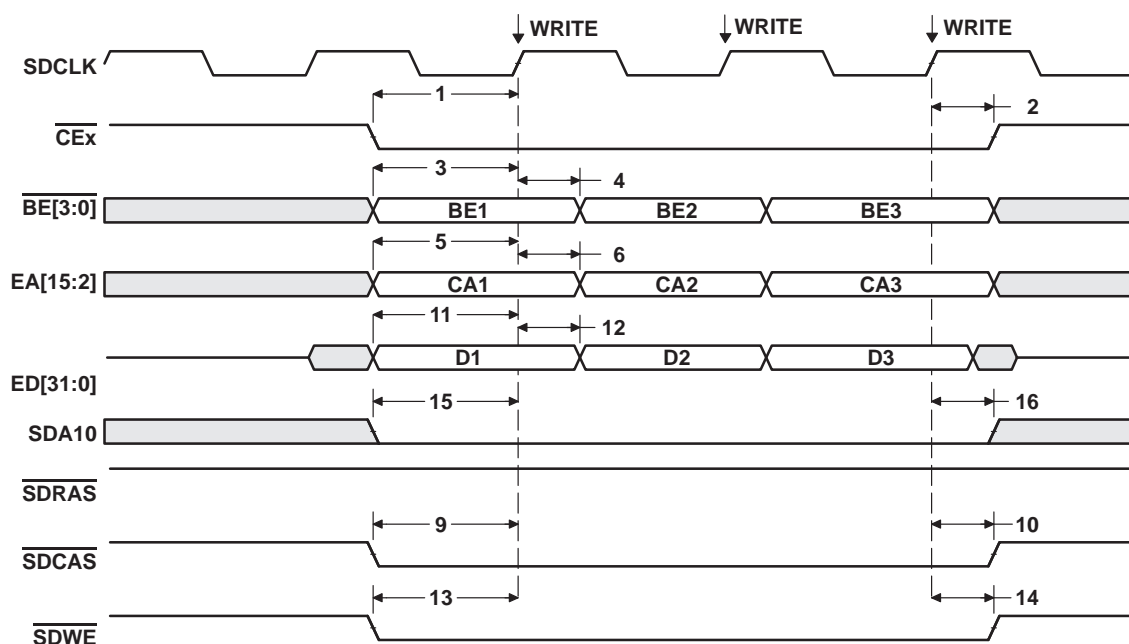 WRITE WRITE WRITE
SDCLK
1 2
CEx
3 4
BE[3:0] BE1 BE2 BE3
5 6
EA[15:2] CA1 CA2 CA3
11 12
D1 D2 D3
ED[31:0]
15 16
SDA10
SDRAS
9 10
SDCAS
13 14
SDWE